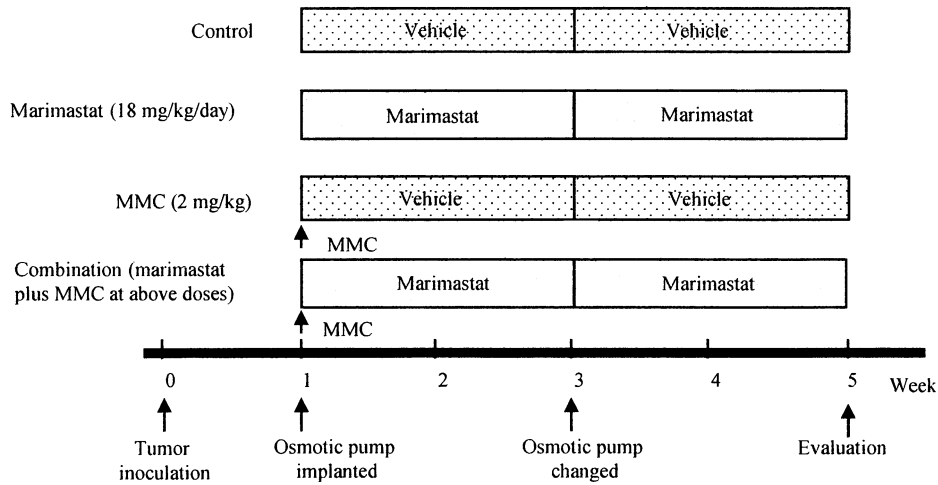 Control
Vehicle
Vehicle
Marimastat (18 mg/kg/day)
Marimastat
Marimastat
MMC (2 mg/kg)
Vehicle
Vehicle
MMC
Combination (marimastat
plus MMC at above doses)
Marimastat
Marimastat
MMC
0
1
2
3
4
5
Week
Tumor
inoculation
Osmotic pump
implanted
Osmotic pump
changed
Evaluation